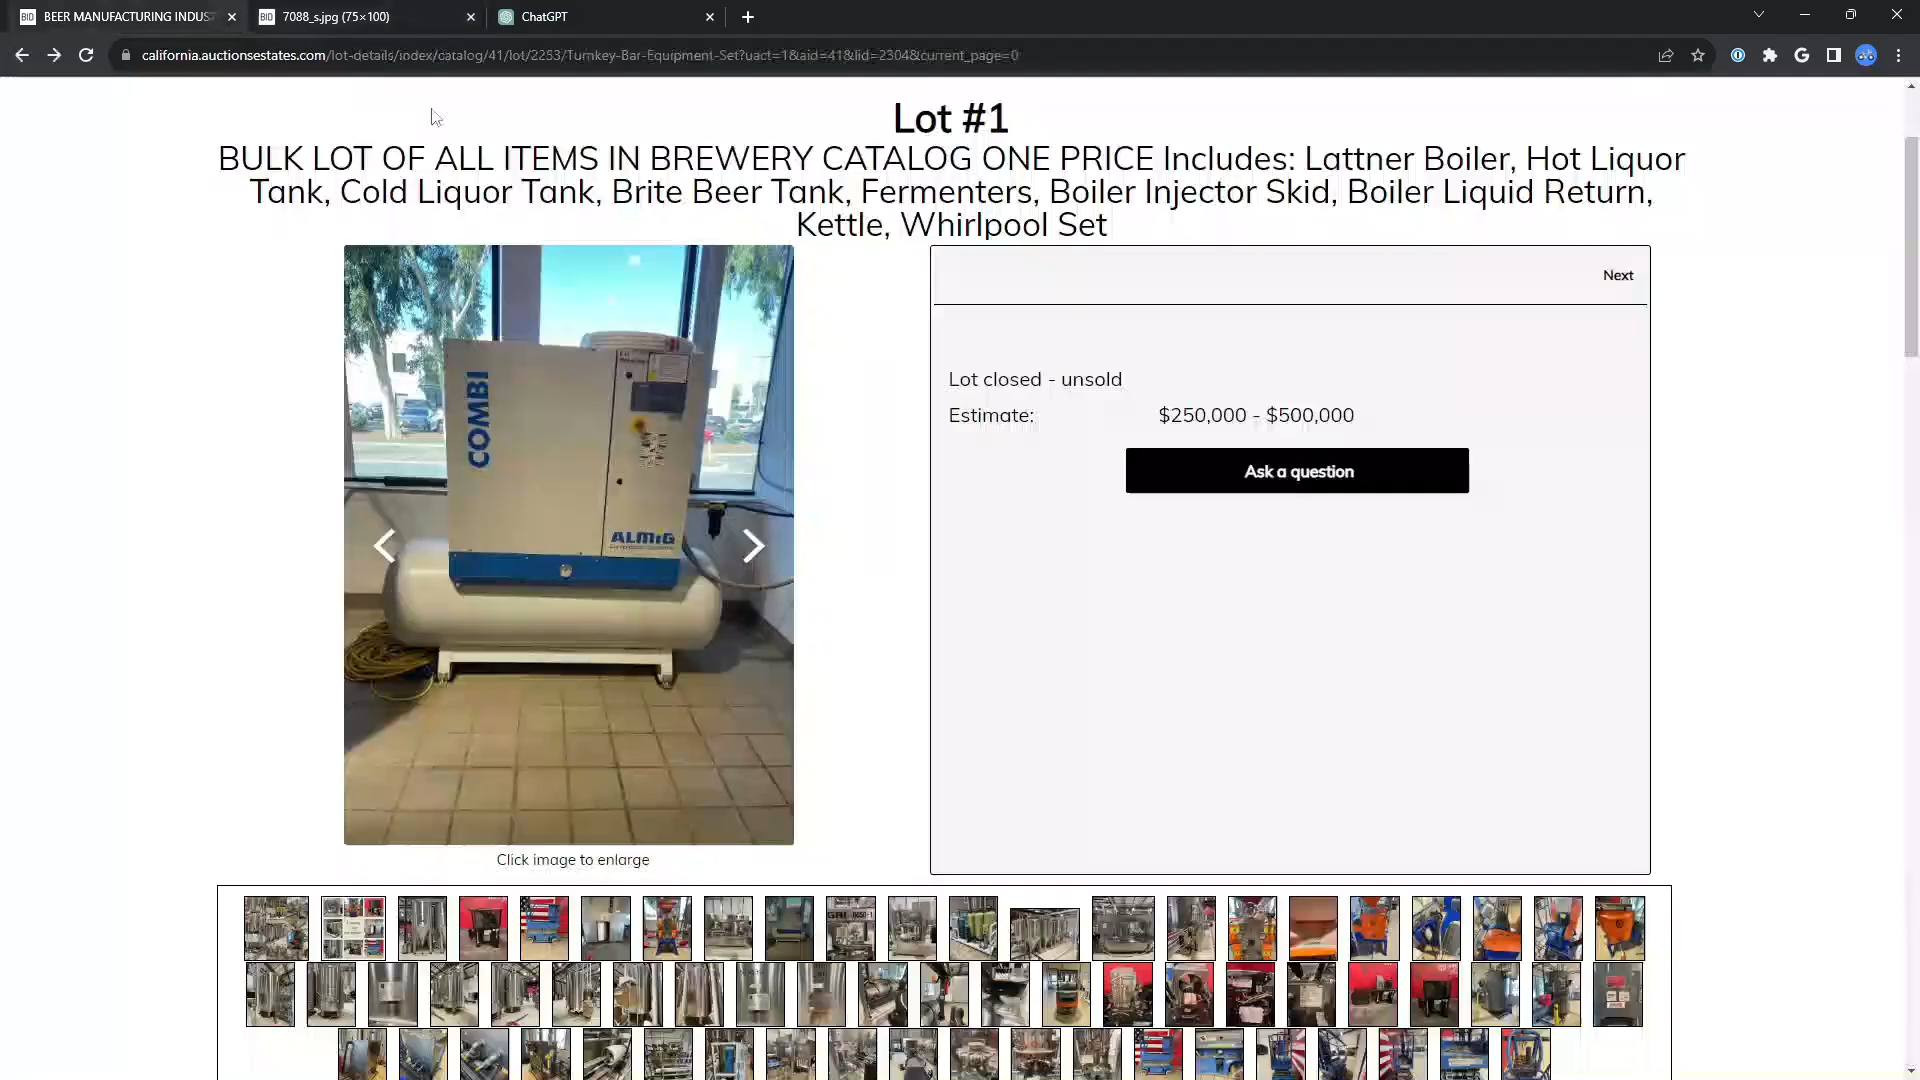 BEER MANUFACTURING INDUS
7088_s.jpg (75×100)
ChatGPT
california.auctionsestates.com/lot-details/index/catalog/41/lot/2253/Turnkey-Bar-Equipment-Set?uact=1&aid=41&lid=2304&current_page=0
Lot #1
BULK LOT OF ALL ITEMS IN BREWERY CATALOG ONE PRICE Includes: Lattner Boiler, Hot Liquor
Tank, Cold Liquor Tank, Brite Beer Tank, Fermenters, Boiler Injector Skid, Boiler Liquid Return,
Kettle, Whirlpool Set
COMBI
ALMiG
Next
Lot closed - unsold
Estimate: $250,000 - $500,000
Ask a question
Click image to enlarge